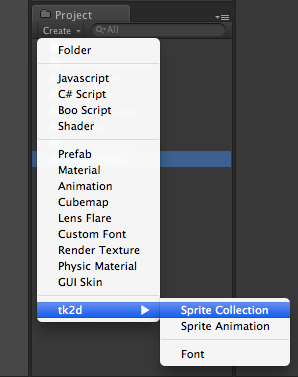 Project
Create
All
Folder
Javascript
C# Script
Boo Script
Shader
Prefab
Material
Animation
Cubemap
Lens Flare
Custom Font
Render Texture
Physic Material
GUI Skin
tk2d
Sprite Collection
Sprite Animation
Font